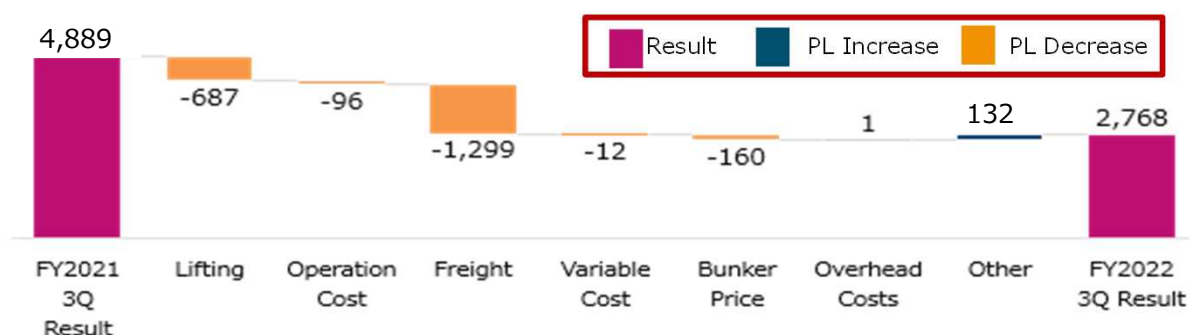 4,889
Result PL Increase PL Decrease
-687
-96
-1,299
-12
-160
1
132
2,768
FY2021
3Q
Result
Lifting
Operation
Cost
Freight
Variable
Cost
Bunker
Price
Overhead
Costs
Other
FY2022
3Q Result